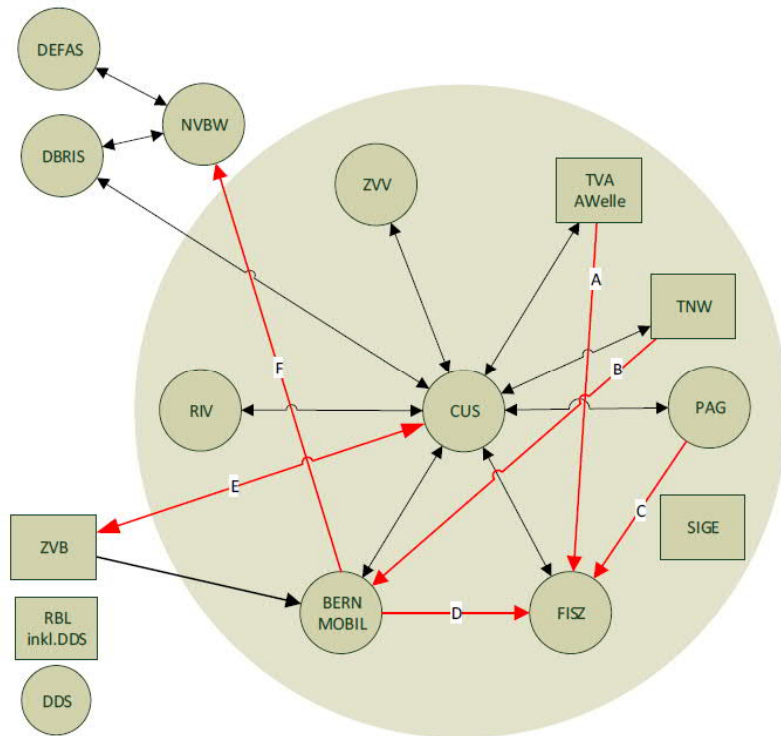 DEFAS
NVBW
DBRIS
ZVV
TVA
AWelle
A
TNW
F
B
RIV
CUS
PAG
E
C
SIGE
ZVB
BERN
MOBIL
D
FISZ
RBL
inkl.DDS
DDS